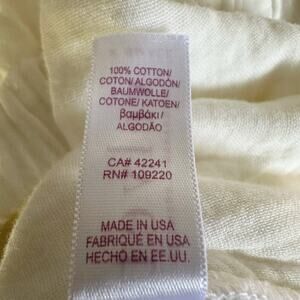 100% COTTON/
COTON/ ALGODÓN/
BAUMWOLLE/
COTONE/ KATOEN/
βαμβάκι/
ALGODÃO
CA# 42241
RN# 109220
MADE IN USA
FABRIQUÉ EN USA
HECHO EN EE.UU.